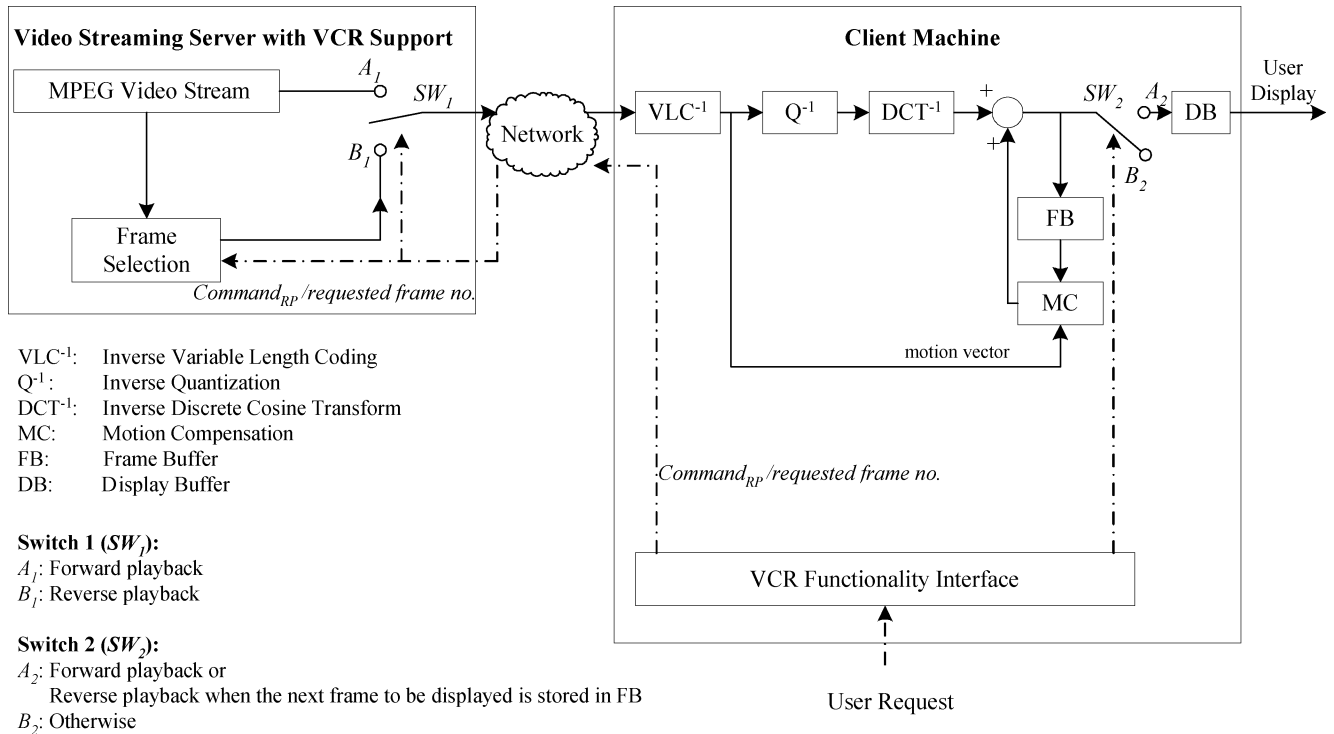 Video Streaming Server with VCR Support
MPEG Video Stream
A1
SW1
B1
Frame
Selection
CommandRP /requested frame no.
Network
Client Machine
VLC-1
Q-1
DCT-1
+
+
SW2
A2
B2
DB
User
Display
FB
MC
motion vector
CommandRP /requested frame no.
VCR Functionality Interface
User Request
VLC-1: Inverse Variable Length Coding
Q-1 : Inverse Quantization
DCT-1: Inverse Discrete Cosine Transform
MC: Motion Compensation
FB: Frame Buffer
DB: Display Buffer
Switch 1 (SW1):
A1: Forward playback
B1: Reverse playback
Switch 2 (SW2):
A2: Forward playback or
Reverse playback when the next frame to be displayed is stored in FB
B2: Otherwise